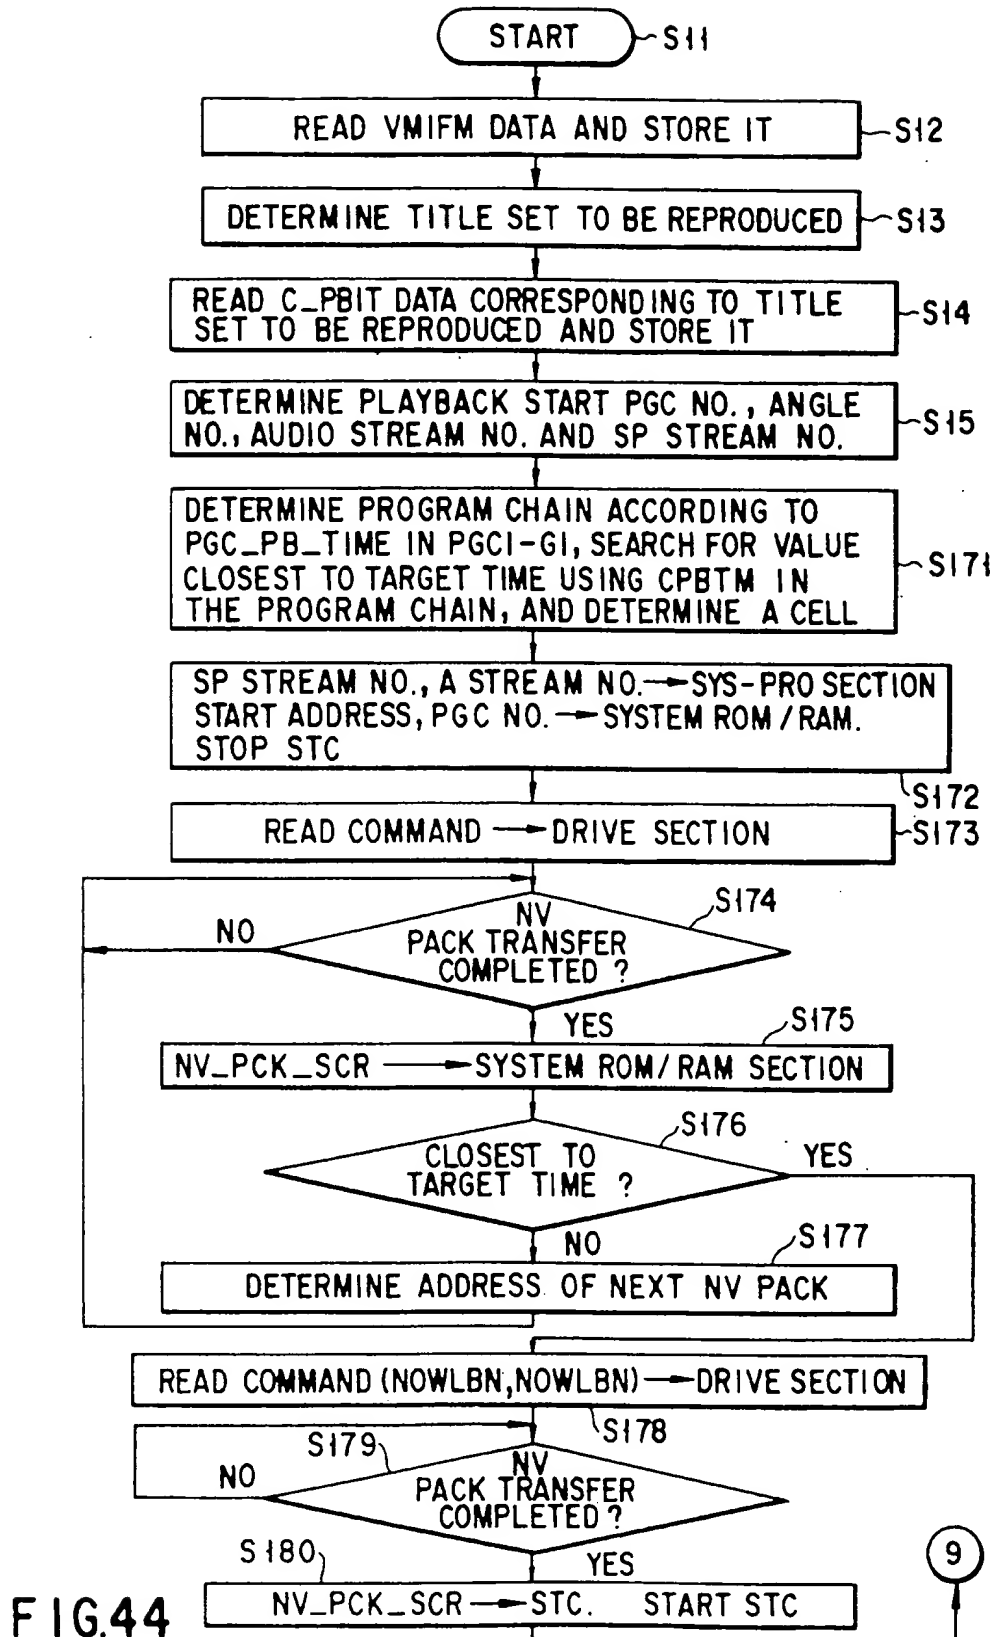 START
S11
READ VMIFM DATA AND STORE IT
S12
DETERMINE TITLE SET TO BE REPRODUCED
S13
READ C_PBIT DATA CORRESPONDING TO TITLE
SET TO BE REPRODUCED AND STORE IT
S14
DETERMINE PLAYBACK START PGC NO., ANGLE
NO., AUDIO STREAM NO. AND SP STREAM NO.
S15
DETERMINE PROGRAM CHAIN ACCORDING TO
PGC_PB_TIME IN PGCI-GI, SEARCH FOR VALUE
CLOSEST TO TARGET TIME USING CPBTM IN
THE PROGRAM CHAIN, AND DETERMINE A CELL
S171
SP STREAM NO., A STREAM NO.→SYS-PRO SECTION
START ADDRESS, PGC NO.→SYSTEM ROM/RAM.
STOP STC
S172
READ COMMAND → DRIVE SECTION
S173
S174
NV
PACK TRANSFER
COMPLETED ?
NO
YES
S175
NV_PCK_SCR → SYSTEM ROM/RAM SECTION
S176
CLOSEST TO
TARGET TIME ?
YES
NO
S177
DETERMINE ADDRESS OF NEXT NV PACK
READ COMMAND (NOWLBN,NOWLBN)→DRIVE SECTION
S178
S179
NV
PACK TRANSFER
COMPLETED ?
NO
YES
S180
NV_PCK_SCR→STC. START STC
9
FIG.44